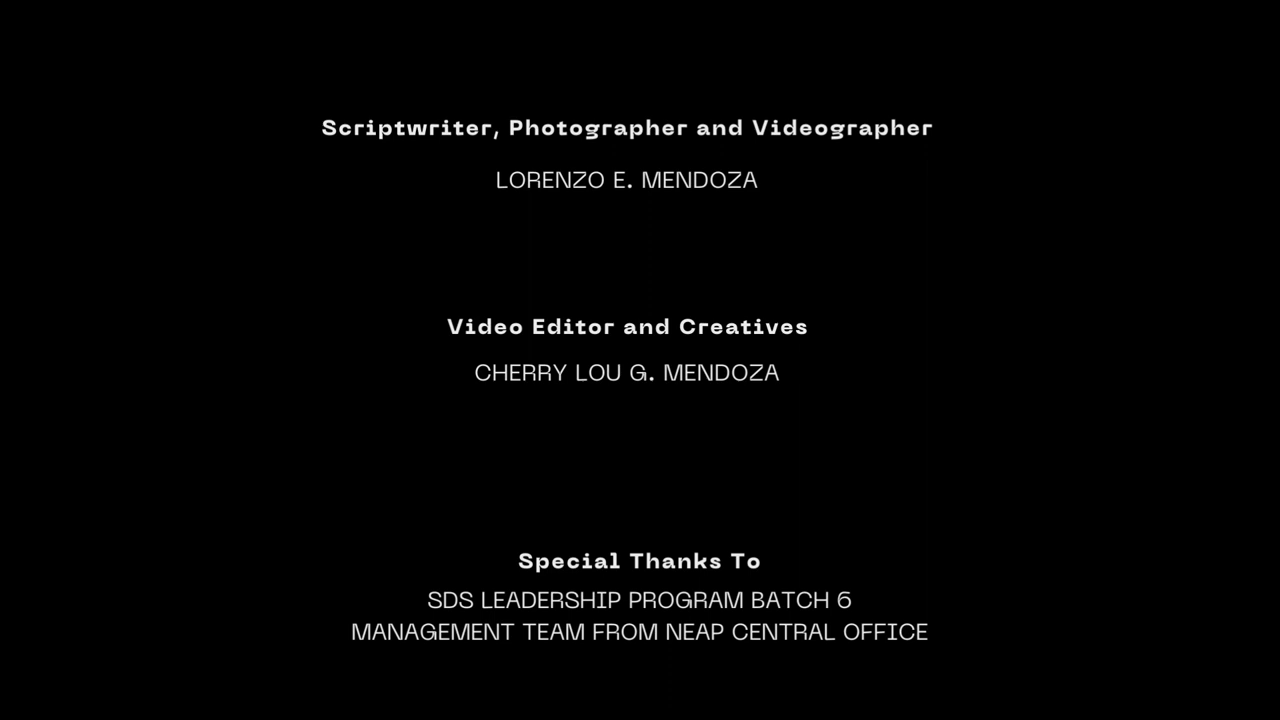 Scriptwriter, Photographer and Videographer
LORENZO E. MENDOZA
Video Editor and Creatives
CHERRY LOU G. MENDOZA
Special Thanks To
SDS LEADERSHIP PROGRAM BATCH 6
MANAGEMENT TEAM FROM NEAP CENTRAL OFFICE